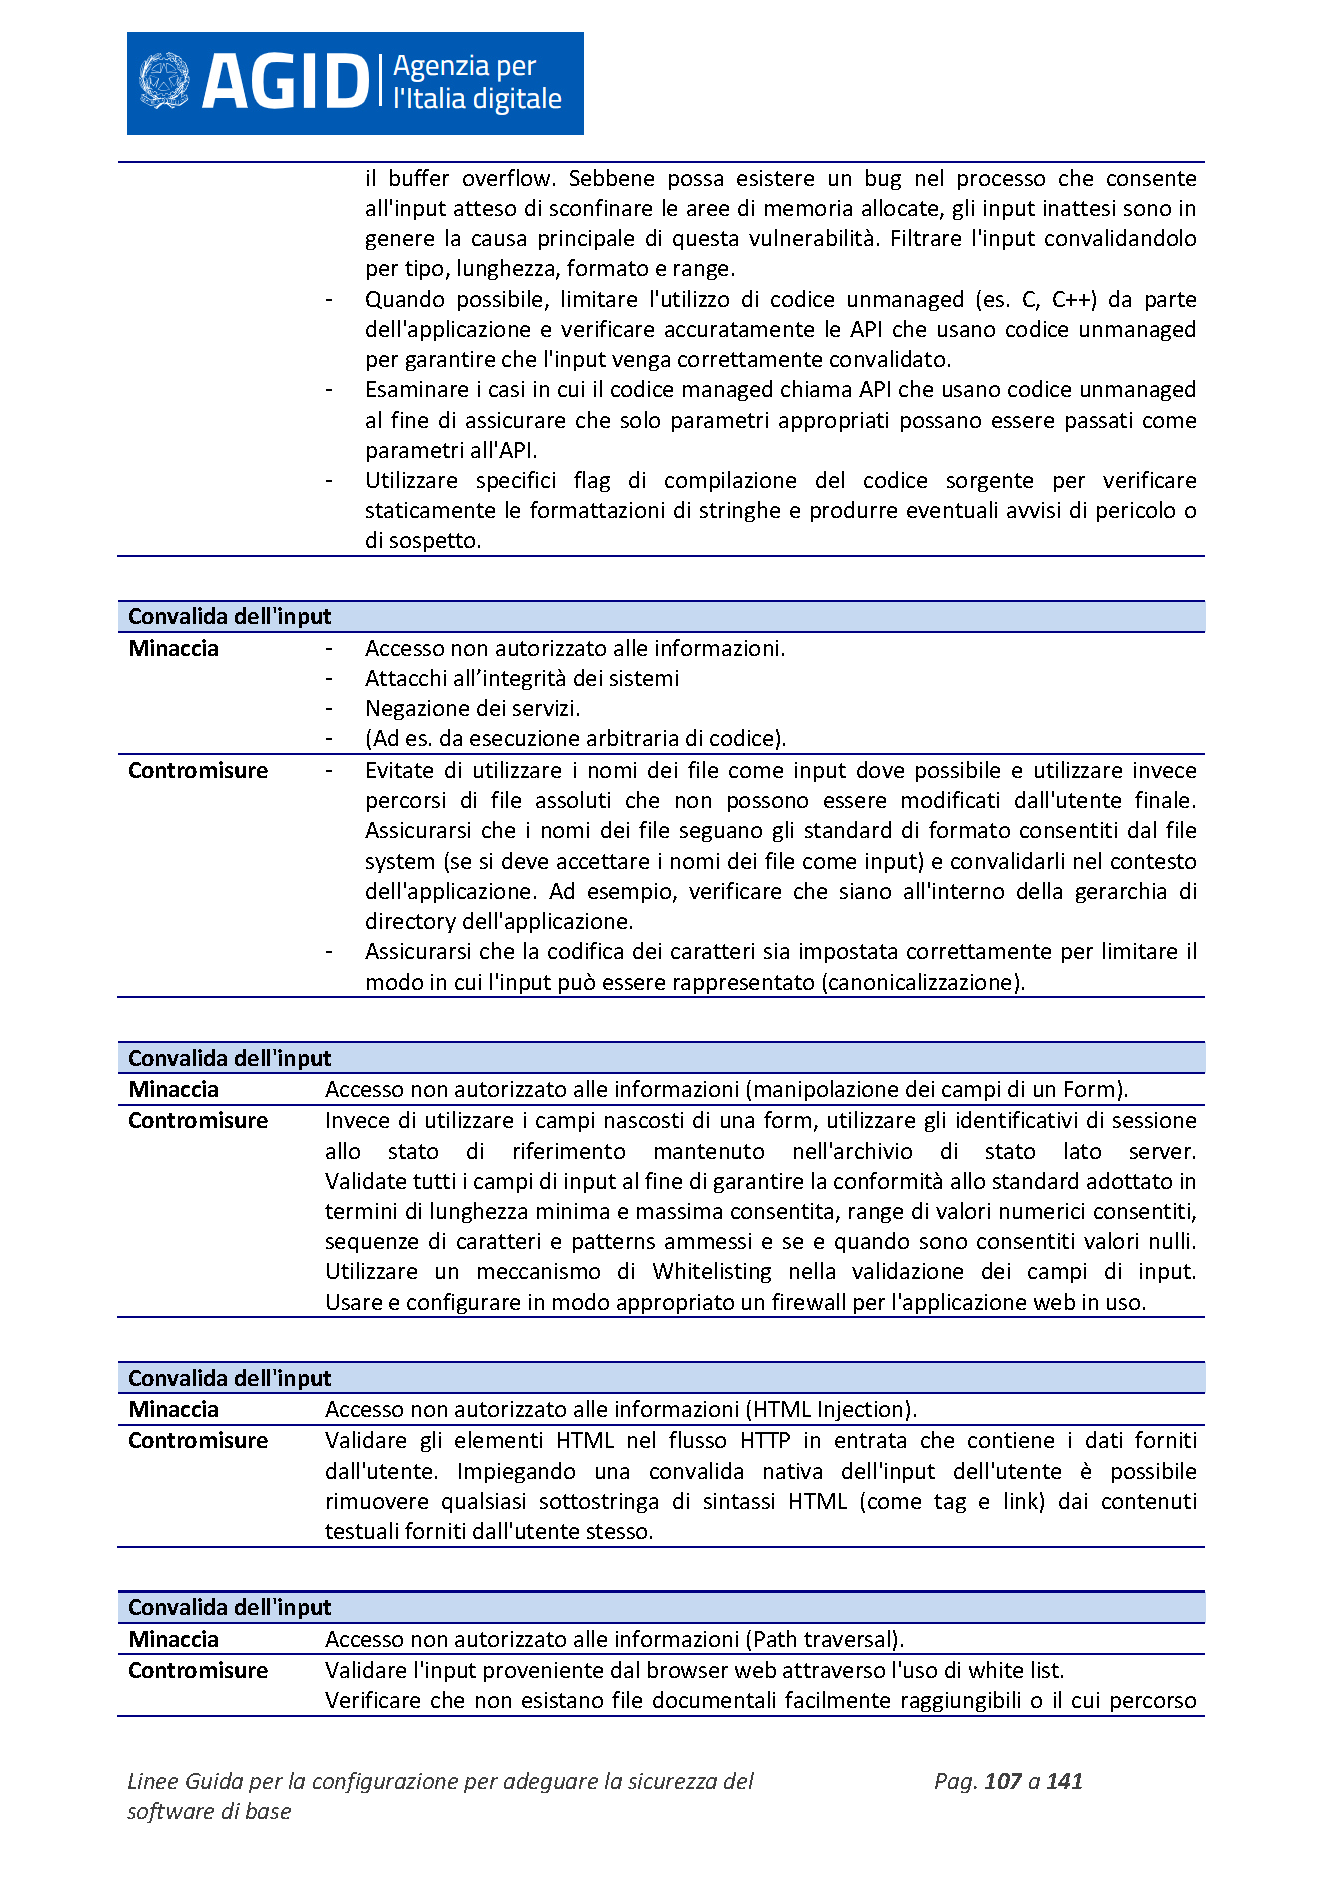 AGID Agenzia per
l'Italia digitale
il buffer overflow. Sebbene possa esistere un bug nel processo che consente
all'input atteso di sconfinare le aree di memoria allocate, gli input inattesi sono in
genere la causa principale di questa vulnerabilità. Filtrare l'input convalidandolo
per tipo, lunghezza, formato e range.
- Quando possibile, limitare l'utilizzo di codice unmanaged (es. C, C++) da parte
dell'applicazione e verificare accuratamente le API che usano codice unmanaged
per garantire che l'input venga correttamente convalidato.
- Esaminare i casi in cui il codice managed chiama API che usano codice unmanaged
al fine di assicurare che solo parametri appropriati possano essere passati come
parametri all'API.
- Utilizzare specifici flag di compilazione del codice sorgente per verificare
staticamente le formattazioni di stringhe e produrre eventuali avvisi di pericolo o
di sospetto.
Convalida dell'input
Minaccia - Accesso non autorizzato alle informazioni.
- Attacchi all’integrità dei sistemi
- Negazione dei servizi.
- (Ad es. da esecuzione arbitraria di codice).
Contromisure - Evitate di utilizzare i nomi dei file come input dove possibile e utilizzare invece
percorsi di file assoluti che non possono essere modificati dall'utente finale.
Assicurarsi che i nomi dei file seguano gli standard di formato consentiti dal file
system (se si deve accettare i nomi dei file come input) e convalidarli nel contesto
dell'applicazione. Ad esempio, verificare che siano all'interno della gerarchia di
directory dell'applicazione.
- Assicurarsi che la codifica dei caratteri sia impostata correttamente per limitare il
modo in cui l'input può essere rappresentato (canonicalizzazione).
Convalida dell'input
Minaccia Accesso non autorizzato alle informazioni (manipolazione dei campi di un Form).
Contromisure Invece di utilizzare i campi nascosti di una form, utilizzare gli identificativi di sessione
allo stato di riferimento mantenuto nell'archivio di stato lato server.
Validate tutti i campi di input al fine di garantire la conformità allo standard adottato in
termini di lunghezza minima e massima consentita, range di valori numerici consentiti,
sequenze di caratteri e patterns ammessi e se e quando sono consentiti valori nulli.
Utilizzare un meccanismo di Whitelisting nella validazione dei campi di input.
Usare e configurare in modo appropriato un firewall per l'applicazione web in uso.
Convalida dell'input
Minaccia Accesso non autorizzato alle informazioni (HTML Injection).
Contromisure Validare gli elementi HTML nel flusso HTTP in entrata che contiene i dati forniti
dall'utente. Impiegando una convalida nativa dell'input dell'utente è possibile
rimuovere qualsiasi sottostringa di sintassi HTML (come tag e link) dai contenuti
testuali forniti dall'utente stesso.
Convalida dell'input
Minaccia Accesso non autorizzato alle informazioni (Path traversal).
Contromisure Validare l'input proveniente dal browser web attraverso l'uso di white list.
Verificare che non esistano file documentali facilmente raggiungibili o il cui percorso
Linee Guida per la configurazione per adeguare la sicurezza del Pag. 107 a 141
software di base